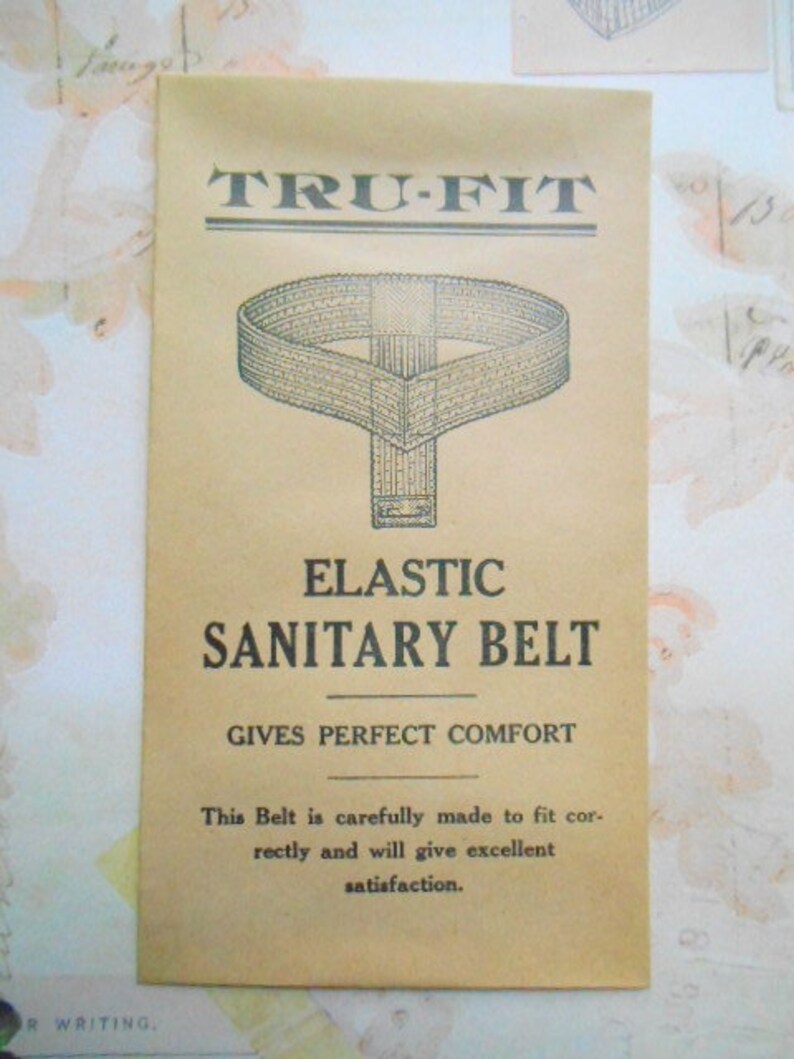 TRU-FIT
ELASTIC
SANITARY BELT
GIVES PERFECT COMFORT
This Belt is carefully made to fit cor-
rectly and will give excellent
satisfaction.
R WRITING.